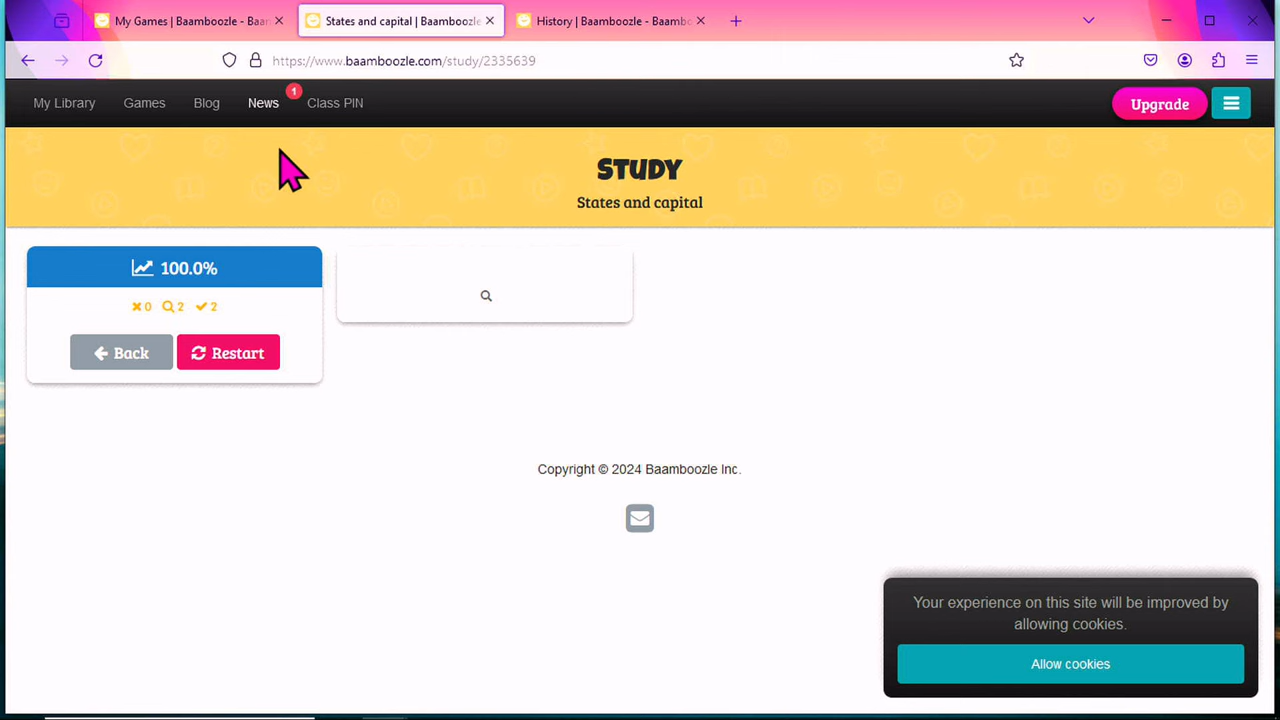 My Games | Baamboozle - Baan
States and capital | Baamboozle
History | Baamboozle - Baambo
https://www.baamboozle.com/study/2335639
My Library
Games
Blog
News
1
Class PIN
Upgrade
STUDY
States and capital
100.0%
0
2
2
Back
Restart
Copyright © 2024 Baamboozle Inc.
Your experience on this site will be improved by
allowing cookies.
Allow cookies